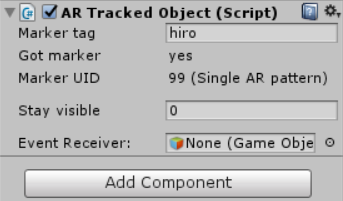 AR Tracked Object (Script)
Marker tag hiro
Got marker yes
Marker UID 99 (Single AR pattern)
Stay visible 0
Event Receiver: None (Game Obje
Add Component